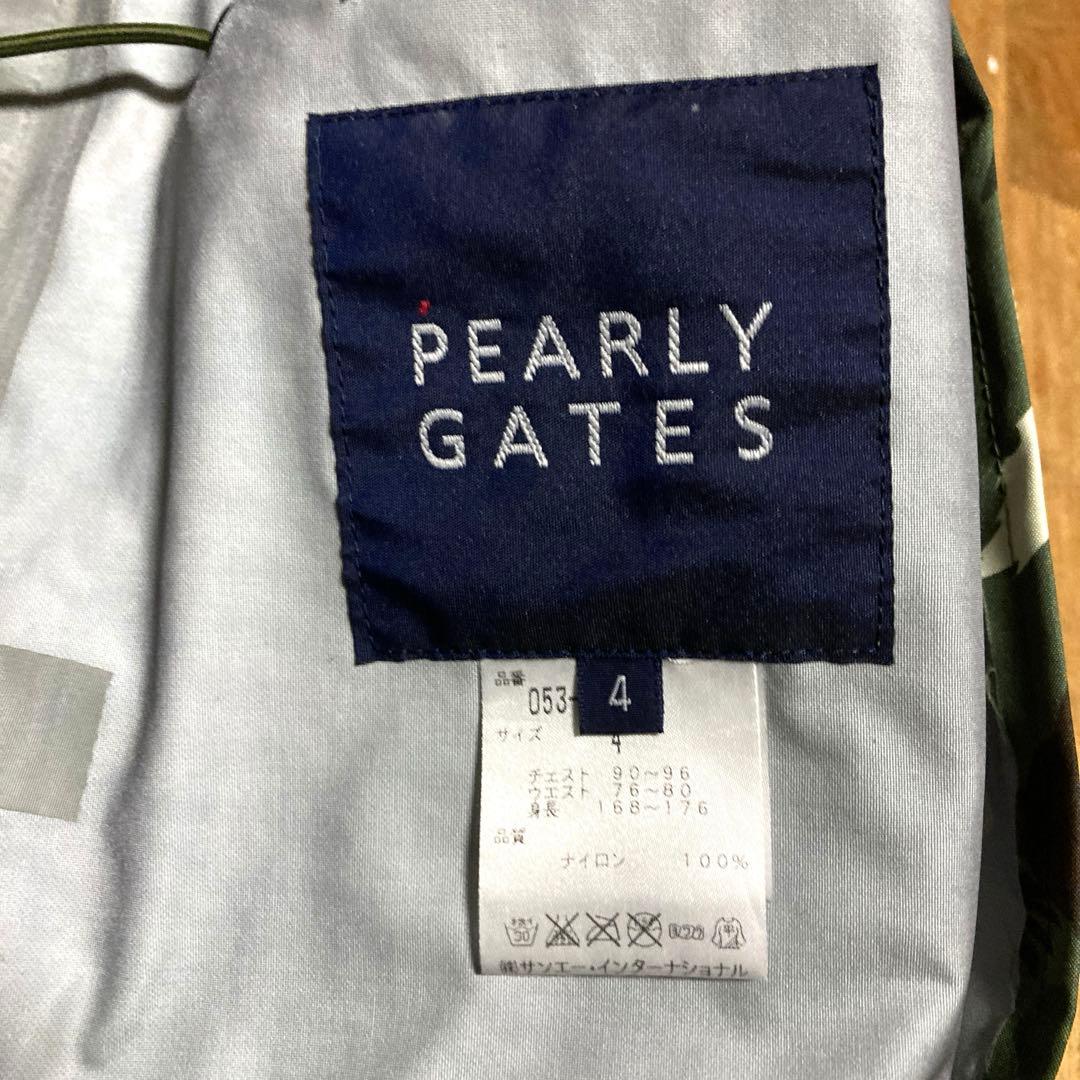 PEARLY
GATES
4
品番
053-
サイズ
4
チェスト 90~96
ウエスト 76~80
身長 168~176
品質
ナイロン 100%
30
平
㈱サンエー・インターナショナル